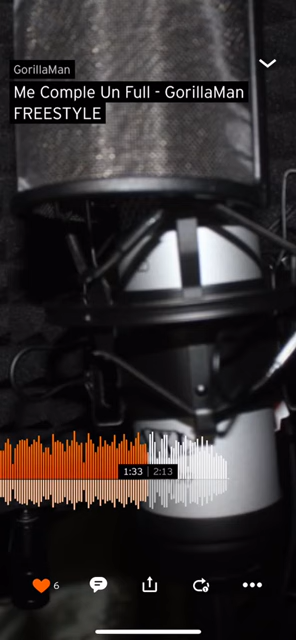 GorillaMan
Me Comple Un Full - GorillaMan
FREESTYLE
1:33 | 2:13
6